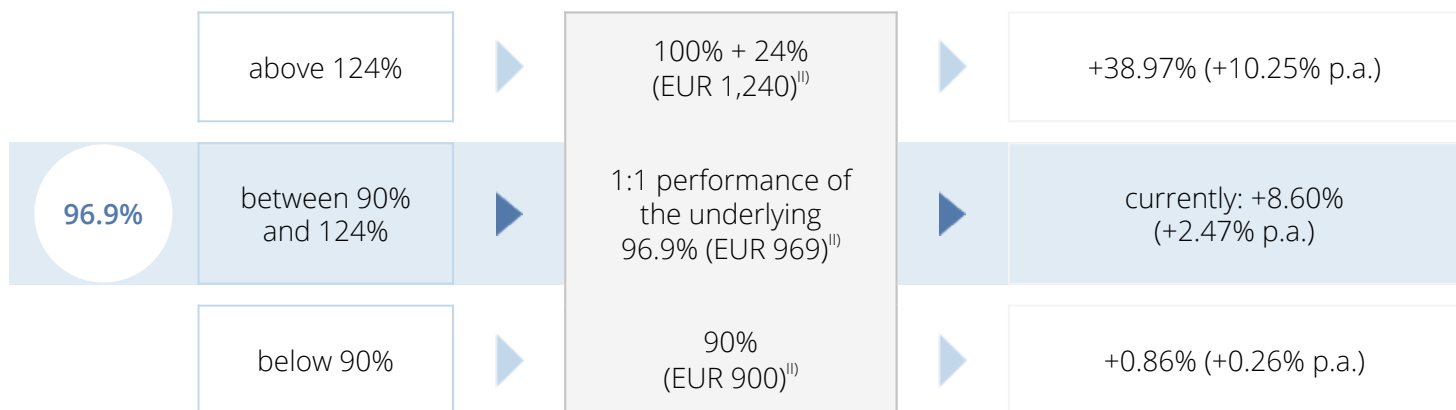 above 124%
100% + 24%
(EUR 1,240)II)
+38.97% (+10.25% p.a.)
96.9%
between 90%
and 124%
1:1 performance of
the underlying
96.9% (EUR 969)II)
currently: +8.60%
(+2.47% p.a.)
below 90%
90%
(EUR 900)II)
+0.86% (+0.26% p.a.)